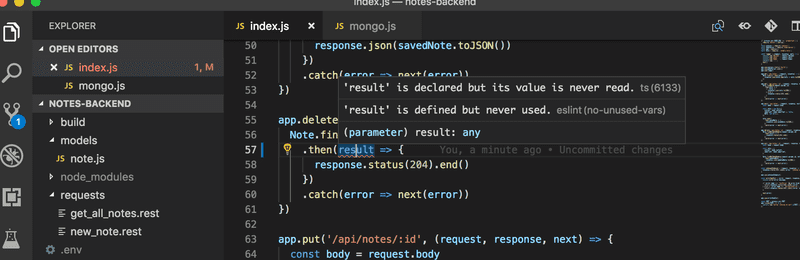 index.js — notes-backend
EXPLORER
OPEN EDITORS
JS index.js 1, M
JS mongo.js
NOTES-BACKEND
build
models
JS note.js
node_modules
requests
get_all_notes.rest
new_note.rest
.env
1
JS index.js
JS mongo.js
50 response.json(savedNote.toJSON())
51 })
52 .catch(error => next(error))
53 })
'result' is declared but its value is never read. ts(6133)
'result' is defined but never used. eslint(no-unused-vars)
(parameter) result: any
54
55 app.delete
56 Note.fin
57 .then(result => { You, a minute ago • Uncommitted changes
58 response.status(204).end()
59 })
60 .catch(error => next(error))
61 })
62
63 app.put('/api/notes/:id', (request, response, next) => {
64 const body = request.body